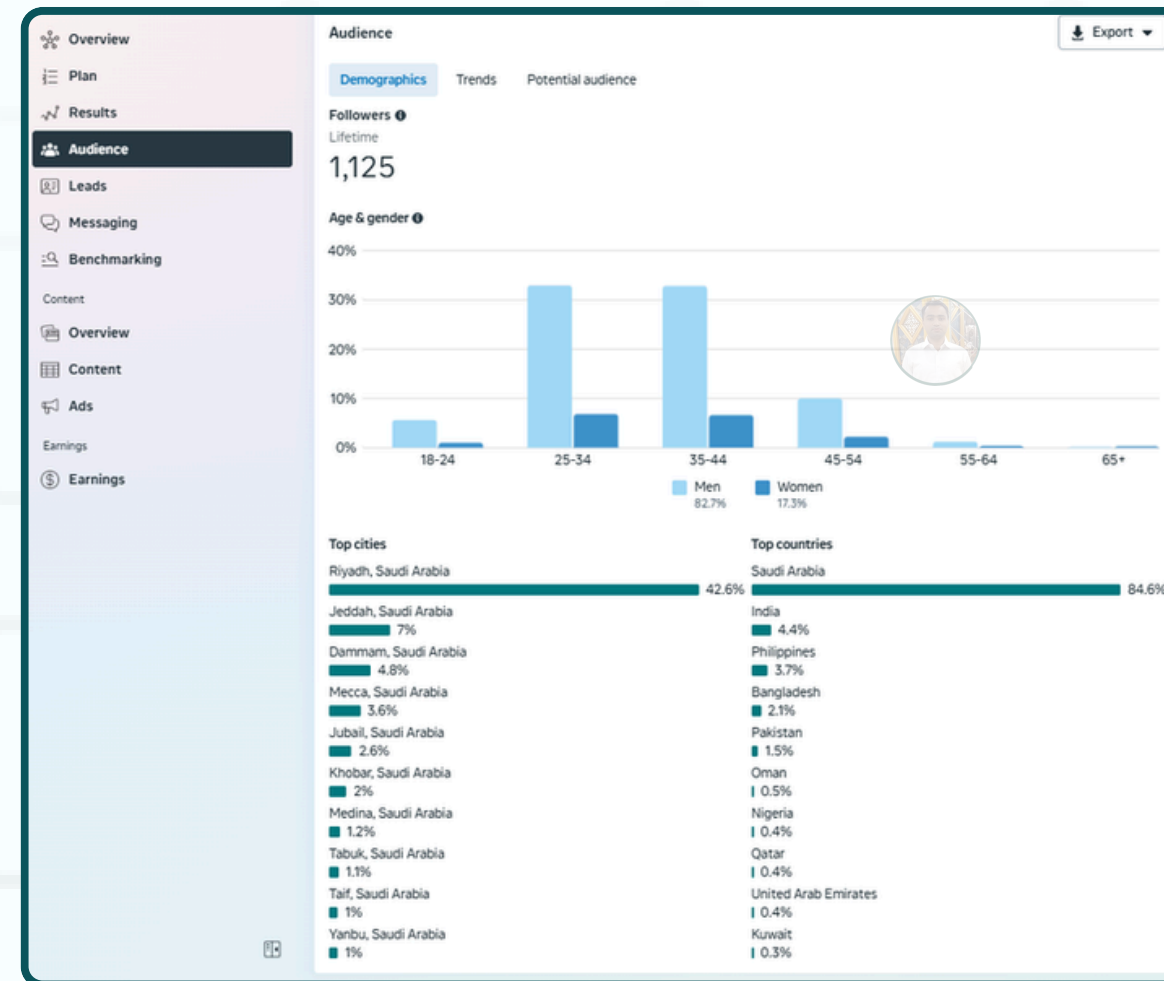 Overview
Plan
Results
Audience
Leads
Messaging
Benchmarking
Content
Overview
Content
Ads
Earnings
Earnings
Audience
Export
Demographics Trends Potential audience
Followers
Lifetime
1,125
Age & gender
40%
30%
20%
10%
0%
18-24 25-34 35-44 45-54 55-64 65+
Men Women
82.7% 17.3%
Top cities
Riyadh, Saudi Arabia
42.6%
Jeddah, Saudi Arabia
7%
Dammam, Saudi Arabia
4.8%
Mecca, Saudi Arabia
3.6%
Jubail, Saudi Arabia
2.6%
Khobar, Saudi Arabia
2%
Medina, Saudi Arabia
1.2%
Tabuk, Saudi Arabia
1.1%
Taif, Saudi Arabia
1%
Yanbu, Saudi Arabia
1%
Top countries
Saudi Arabia
84.6%
India
4.4%
Philippines
3.7%
Bangladesh
2.1%
Pakistan
1.5%
Oman
0.5%
Nigeria
0.4%
Qatar
0.4%
United Arab Emirates
0.4%
Kuwait
0.3%